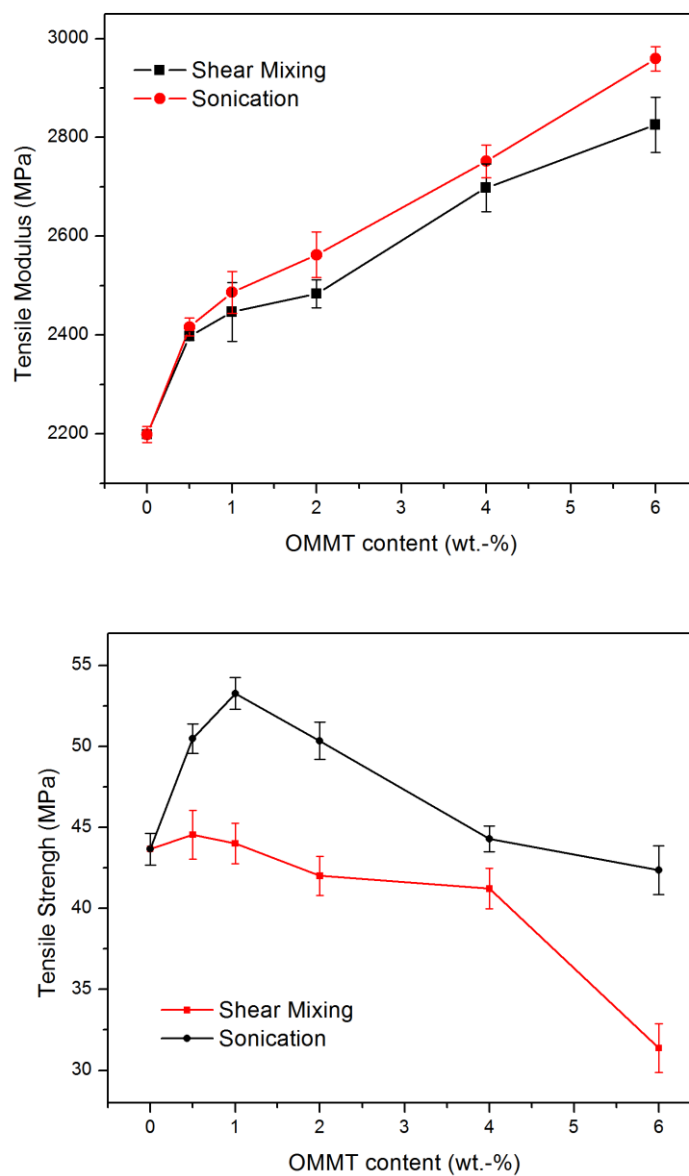 3000
2800
2600
2400
2200
Tensile Modulus (MPa)
Shear Mixing
Sonication
0 1 2 3 4 5 6
OMMT content (wt.-%)
55
50
45
40
35
30
Tensile Strengh (MPa)
Shear Mixing
Sonication
0 1 2 3 4 5 6
OMMT content (wt.-%)